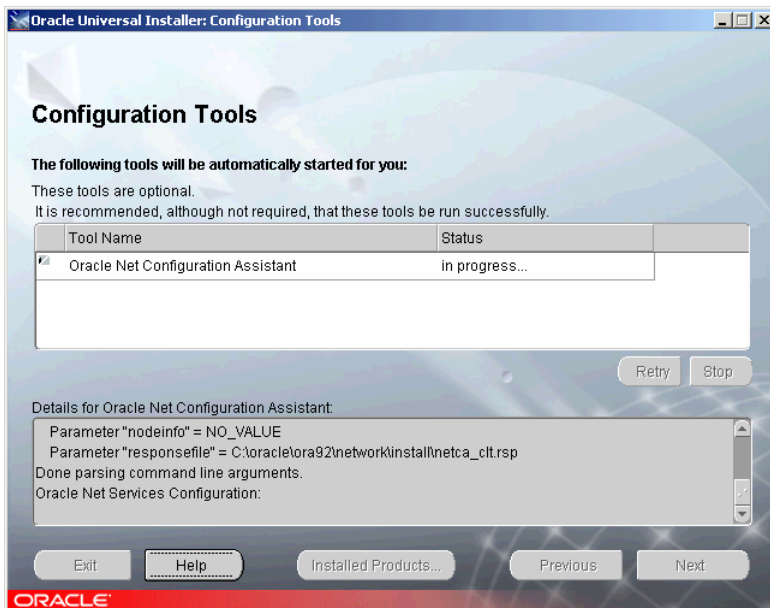 Oracle Universal Installer: Configuration Tools
Configuration Tools
The following tools will be automatically started for you:
These tools are optional.
It is recommended, although not required, that these tools be run successfully.
Tool Name Status
Oracle Net Configuration Assistant in progress...
Retry Stop
Details for Oracle Net Configuration Assistant:
Parameter "nodeinfo" = NO_VALUE
Parameter "responsefile" = C:\oracle\ora92\network\install\netca_clt.rsp
Done parsing command line arguments.
Oracle Net Services Configuration:
Exit Help Installed Products... Previous Next
ORACLE